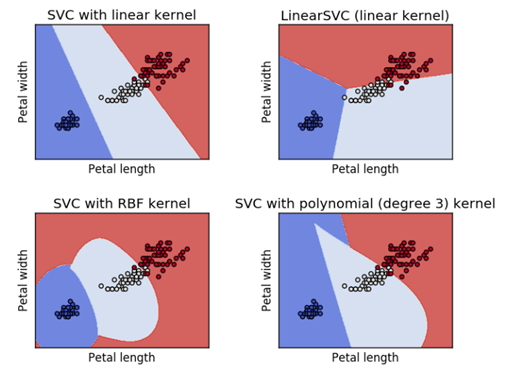 SVC with linear kernel
LinearSVC (linear kernel)
Petal width
Petal width
Petal length
Petal length
SVC with RBF kernel
SVC with polynomial (degree 3) kernel
Petal width
Petal width
Petal length
Petal length